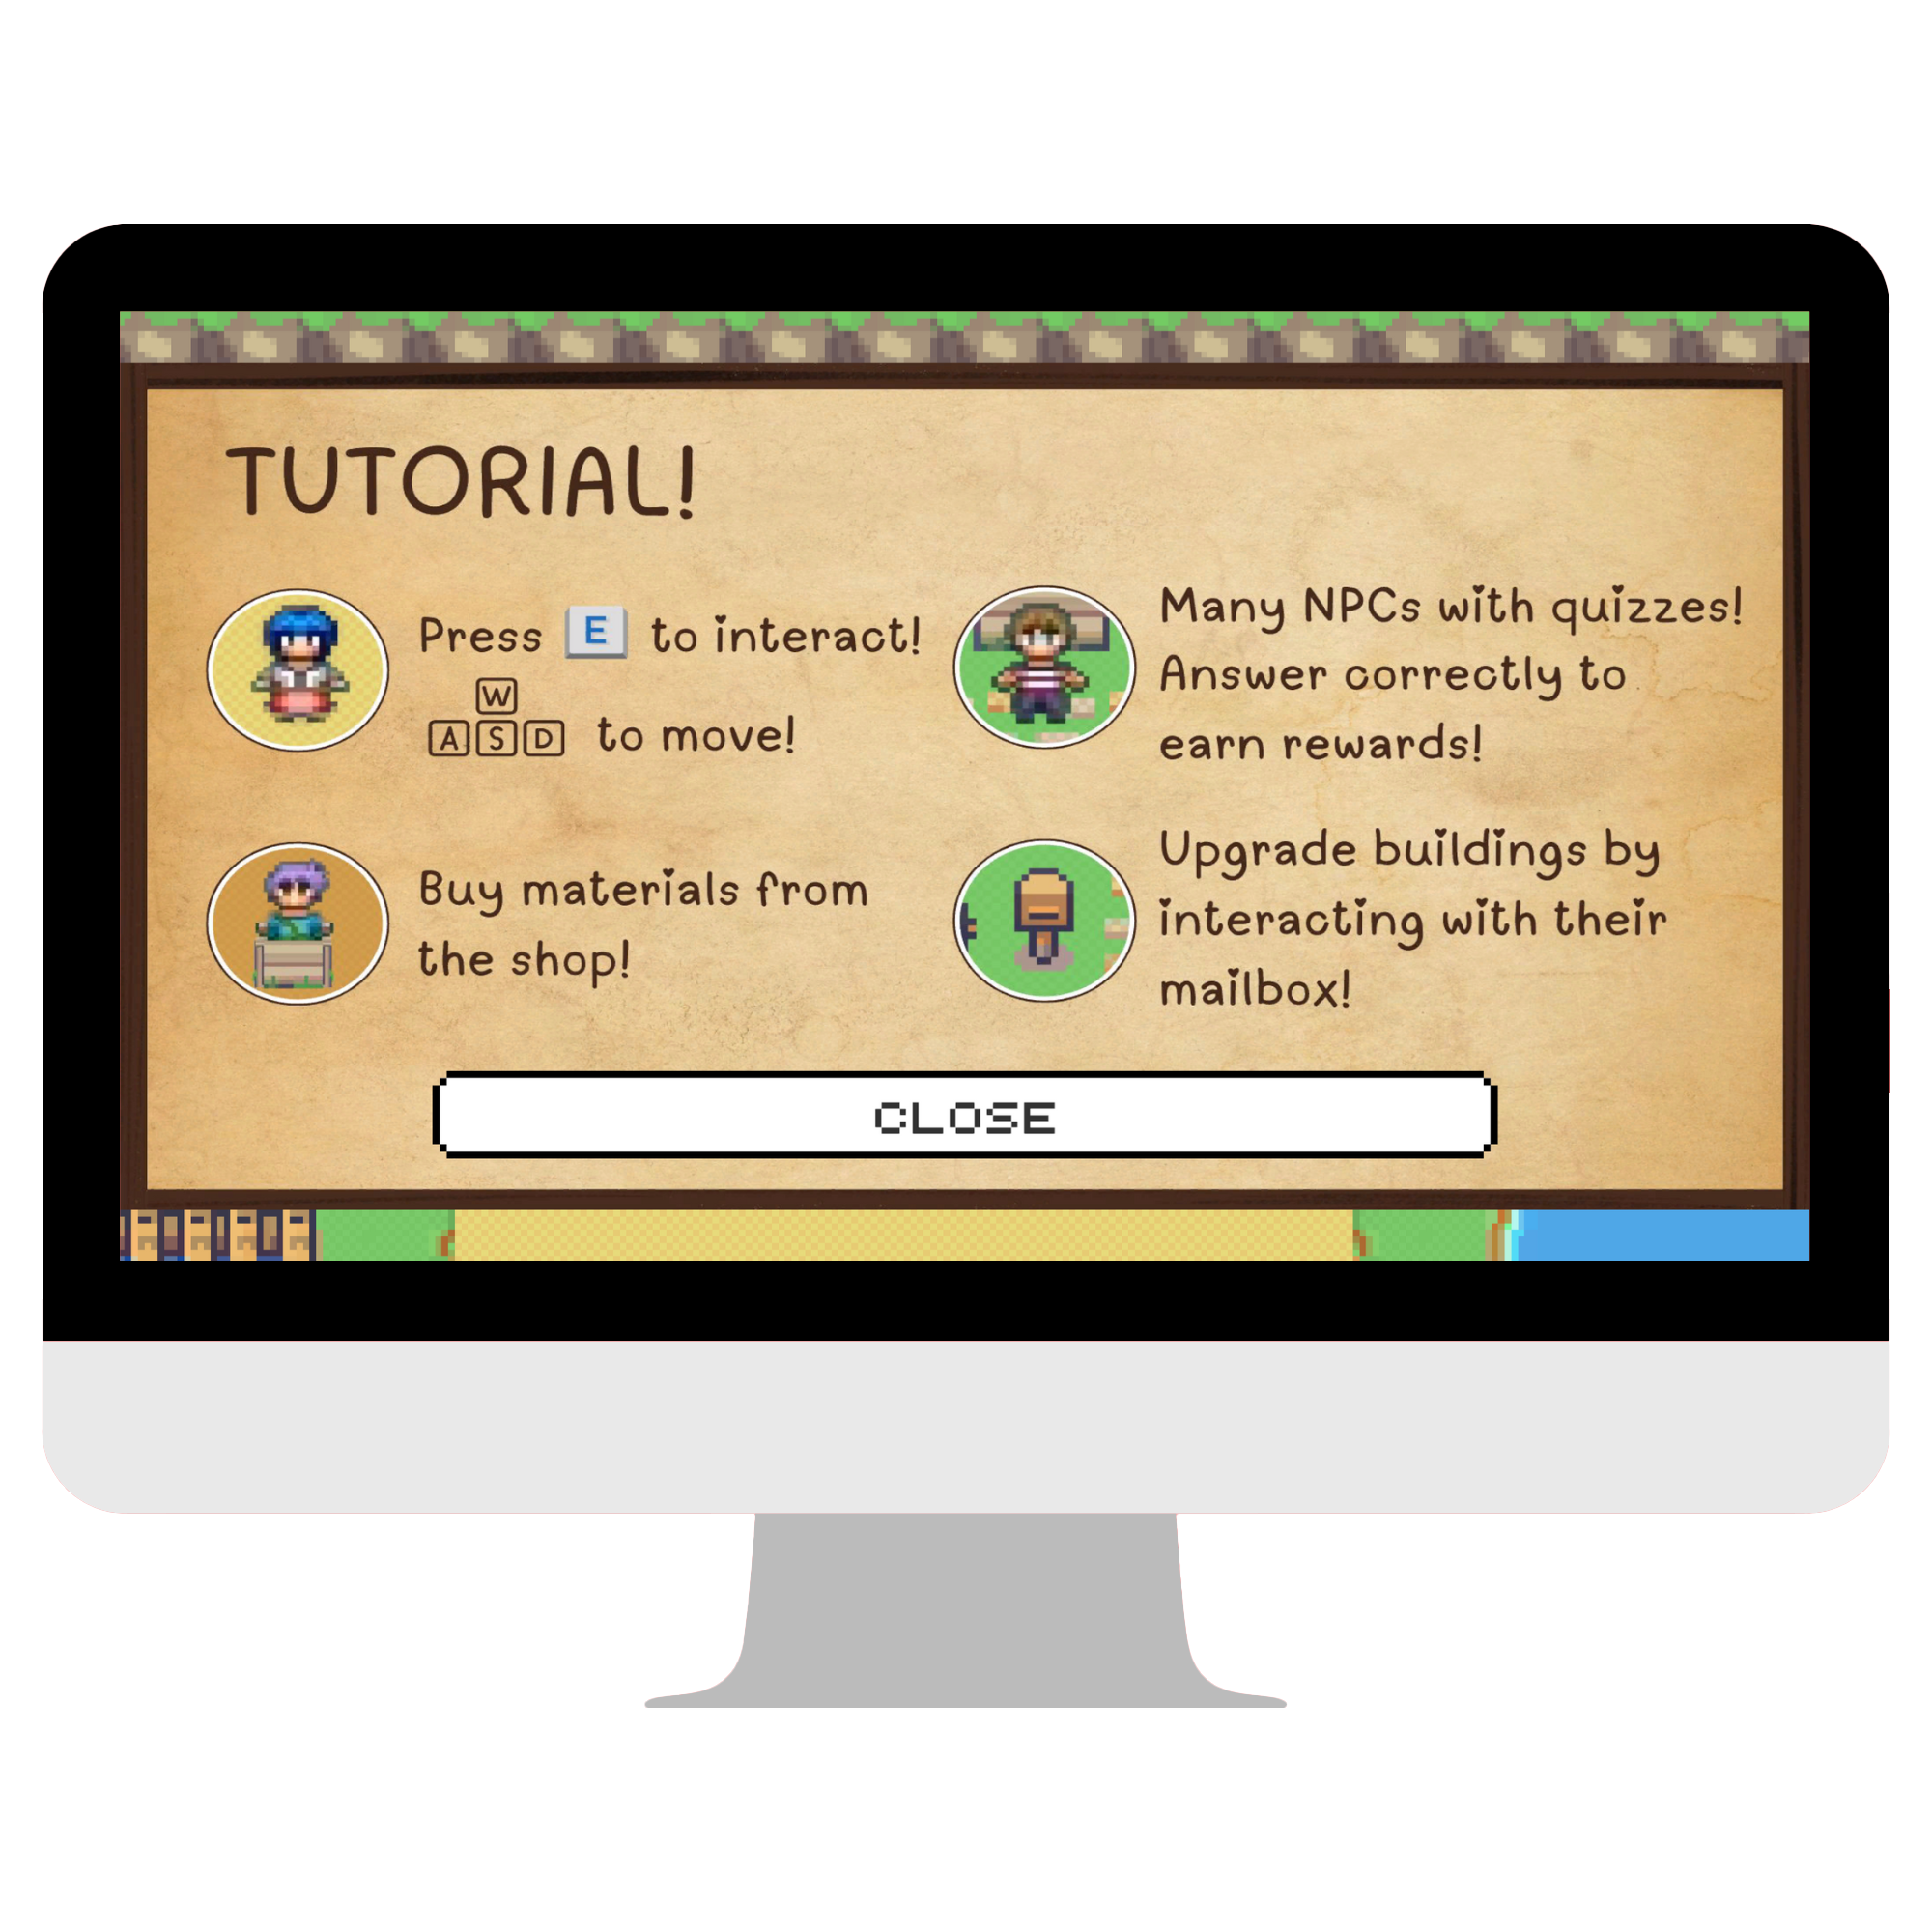 TUTORIAL!
Press E to interact!
W
A S D to move!
Many NPCs with quizzes!
Answer correctly to
earn rewards!
Buy materials from
the shop!
Upgrade buildings by
interacting with their
mailbox!
CLOSE